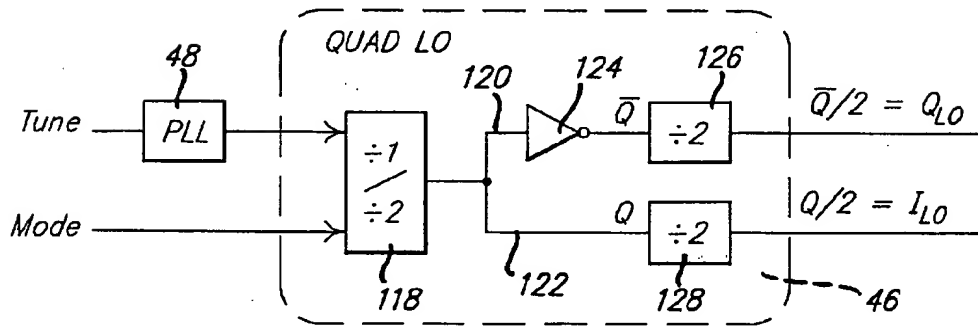 QUAD LO
48
120
124
126
Tune
PLL
÷1
÷2
Q̅
÷2
Q̅/2 = Q_LO
Mode
Q
÷2
Q/2 = I_LO
118
122
128
46